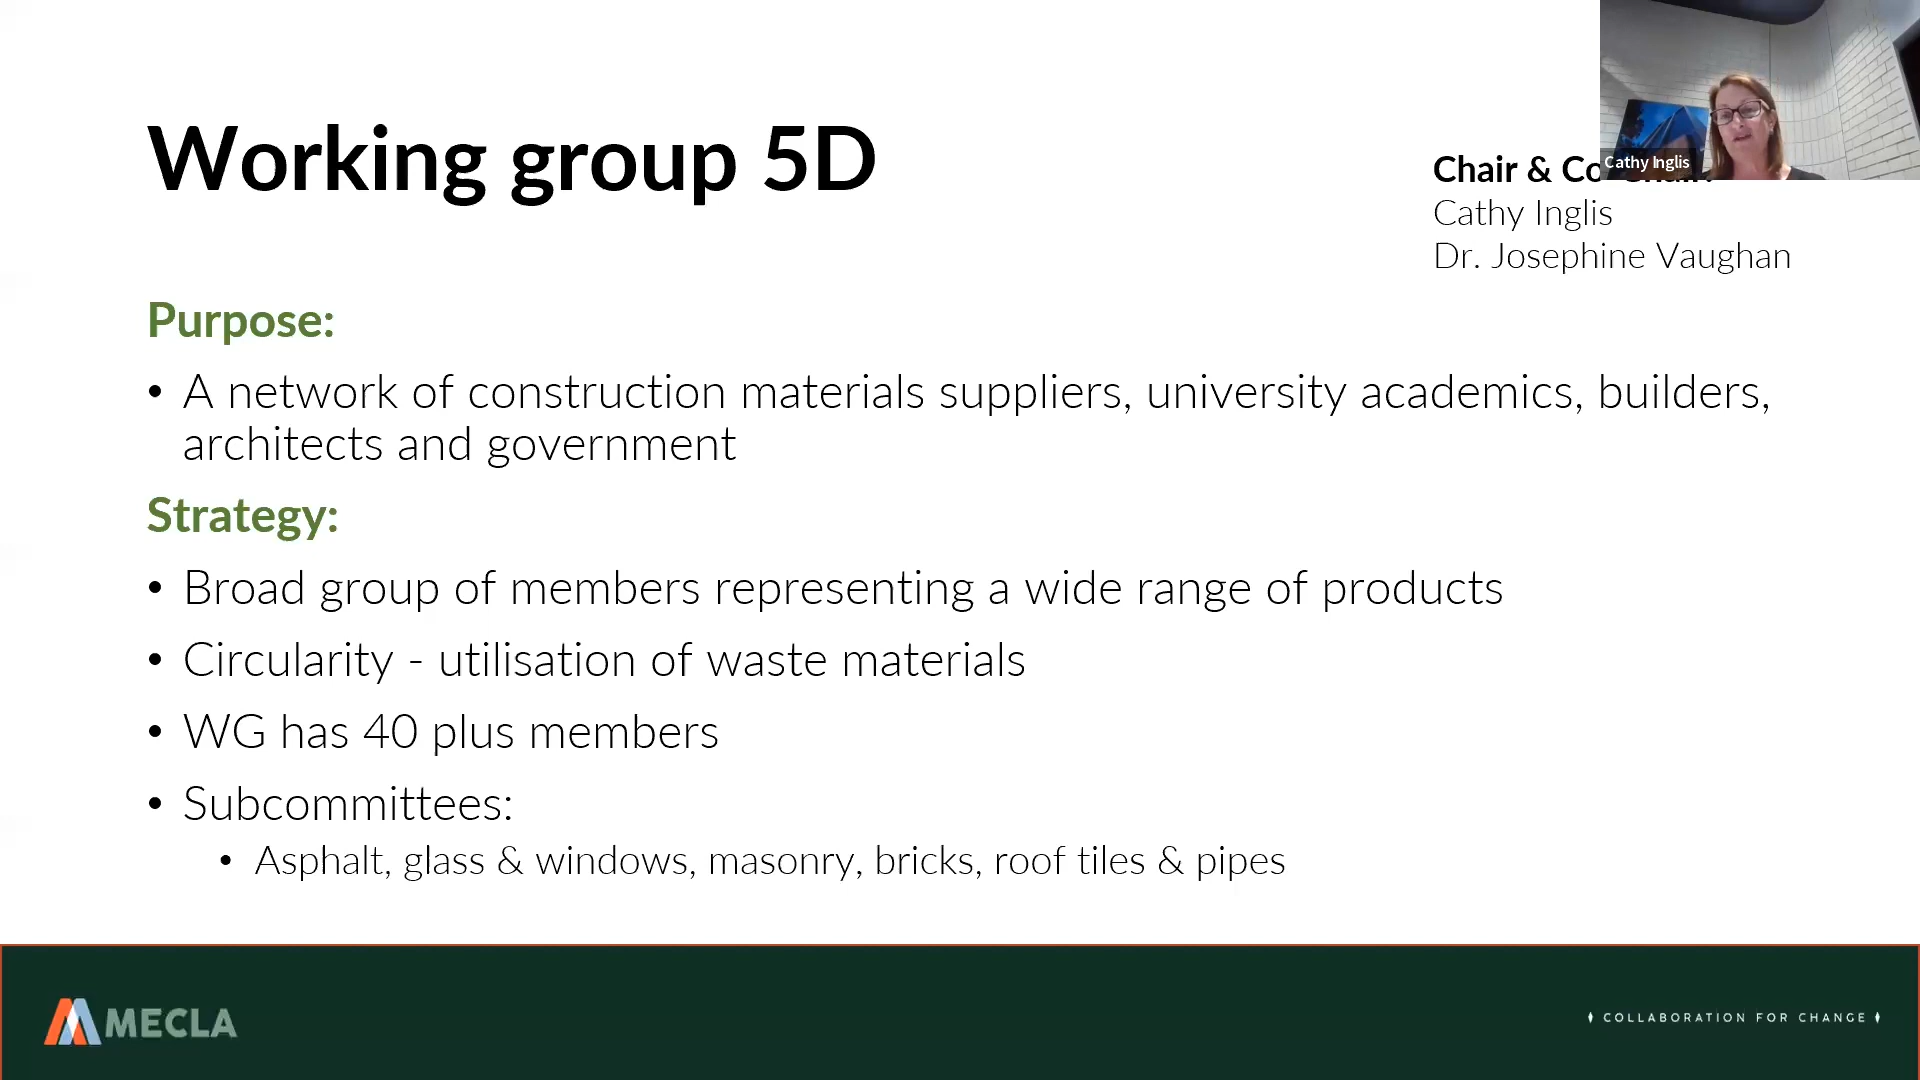 Working group 5D
Cathy Inglis
Chair & Co-Chair:
Cathy Inglis
Dr. Josephine Vaughan
Purpose:
• A network of construction materials suppliers, university academics, builders,
architects and government
Strategy:
• Broad group of members representing a wide range of products
• Circularity - utilisation of waste materials
• WG has 40 plus members
• Subcommittees:
• Asphalt, glass & windows, masonry, bricks, roof tiles & pipes
MECLA
COLLABORATION FOR CHANGE